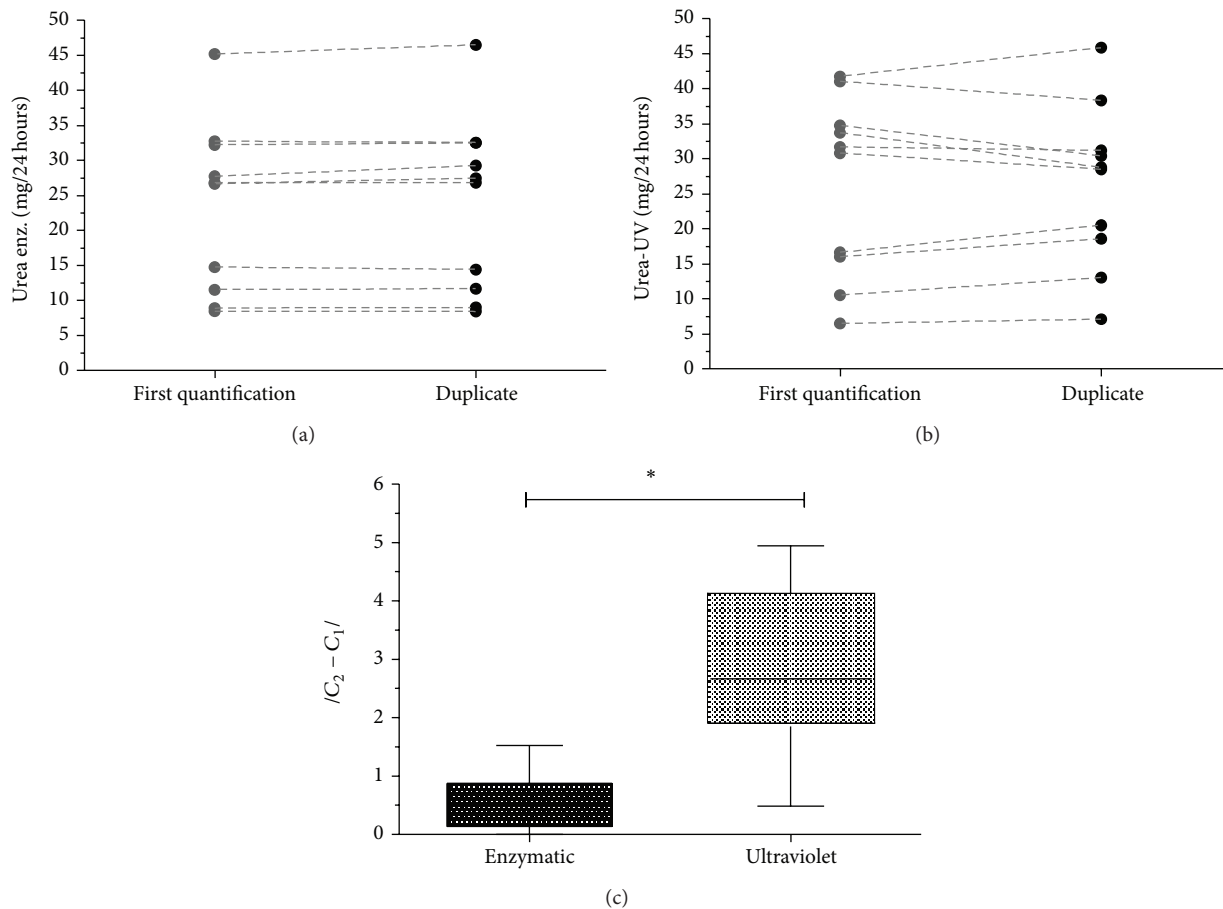 50
45
40
35
30
25
20
15
10
5
0
Urea enz. (mg/24 hours)
First quantification
Duplicate
(a)
50
45
40
35
30
25
20
15
10
5
0
Urea-UV (mg/24 hours)
First quantification
Duplicate
(b)
6
5
4
3
2
1
0
/C₂ − C₁/
*
Enzymatic
Ultraviolet
(c)